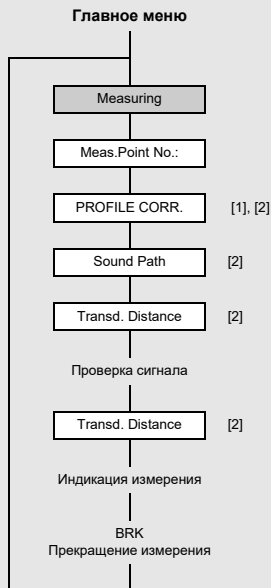 Главное меню
Measuring
Meas.Point No.:
PROFILE CORR. [1], [2]
Sound Path [2]
Transd. Distance [2]
Проверка сигнала
Transd. Distance [2]
Индикация измерения
BRK
Прекращение измерения